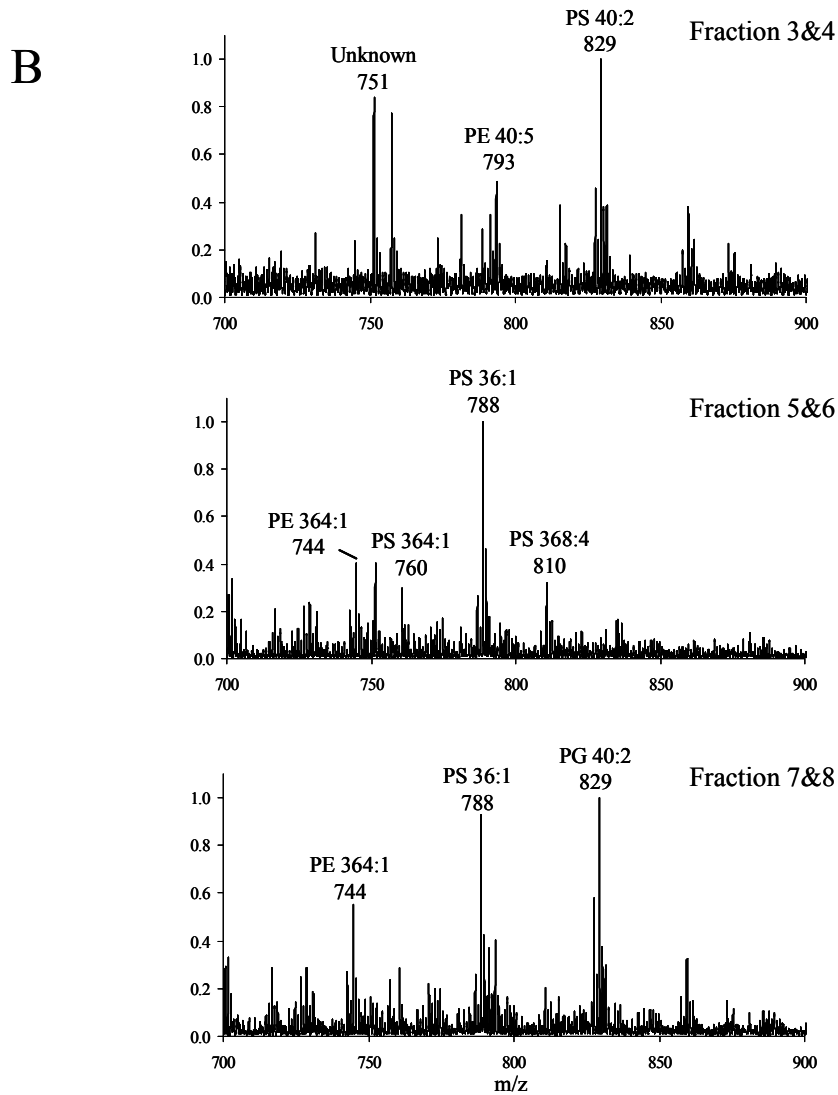 B
Fraction 3&4
PS 40:2
829
Unknown
751
PE 40:5
793
1.0
0.8
0.6
0.4
0.2
0.0
700
750
800
850
900
Fraction 5&6
PS 36:1
788
PE 364:1
744
PS 364:1
760
PS 368:4
810
1.0
0.8
0.6
0.4
0.2
0.0
700
750
800
850
900
Fraction 7&8
PG 40:2
829
PS 36:1
788
PE 364:1
744
1.0
0.8
0.6
0.4
0.2
0.0
700
750
800
850
900
m/z